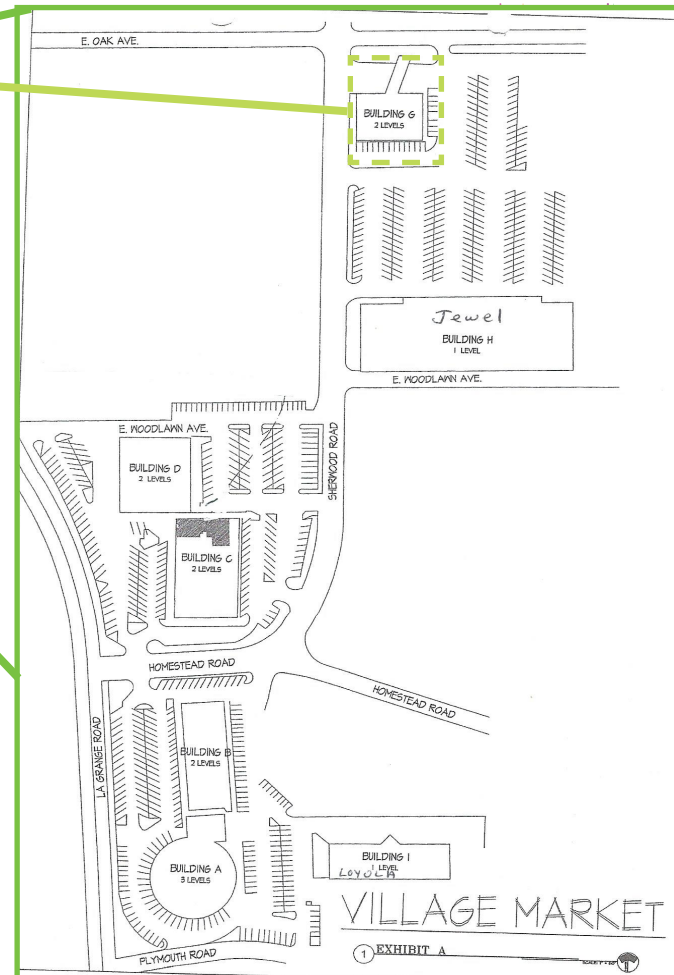 E. OAK AVE.
BUILDING G
2 LEVELS
Jewel
BUILDING H
1 LEVEL
E. WOODLAWN AVE.
E. WOODLAWN AVE.
SHERWOOD ROAD
BUILDING D
2 LEVELS
BUILDING C
2 LEVELS
HOMESTEAD ROAD
HOMESTEAD ROAD
LA GRANGE ROAD
BUILDING B
2 LEVELS
BUILDING A
3 LEVELS
BUILDING I
1 LEVEL
LOYOLA
PLYMOUTH ROAD
VILLAGE MARKET
1 EXHIBIT A